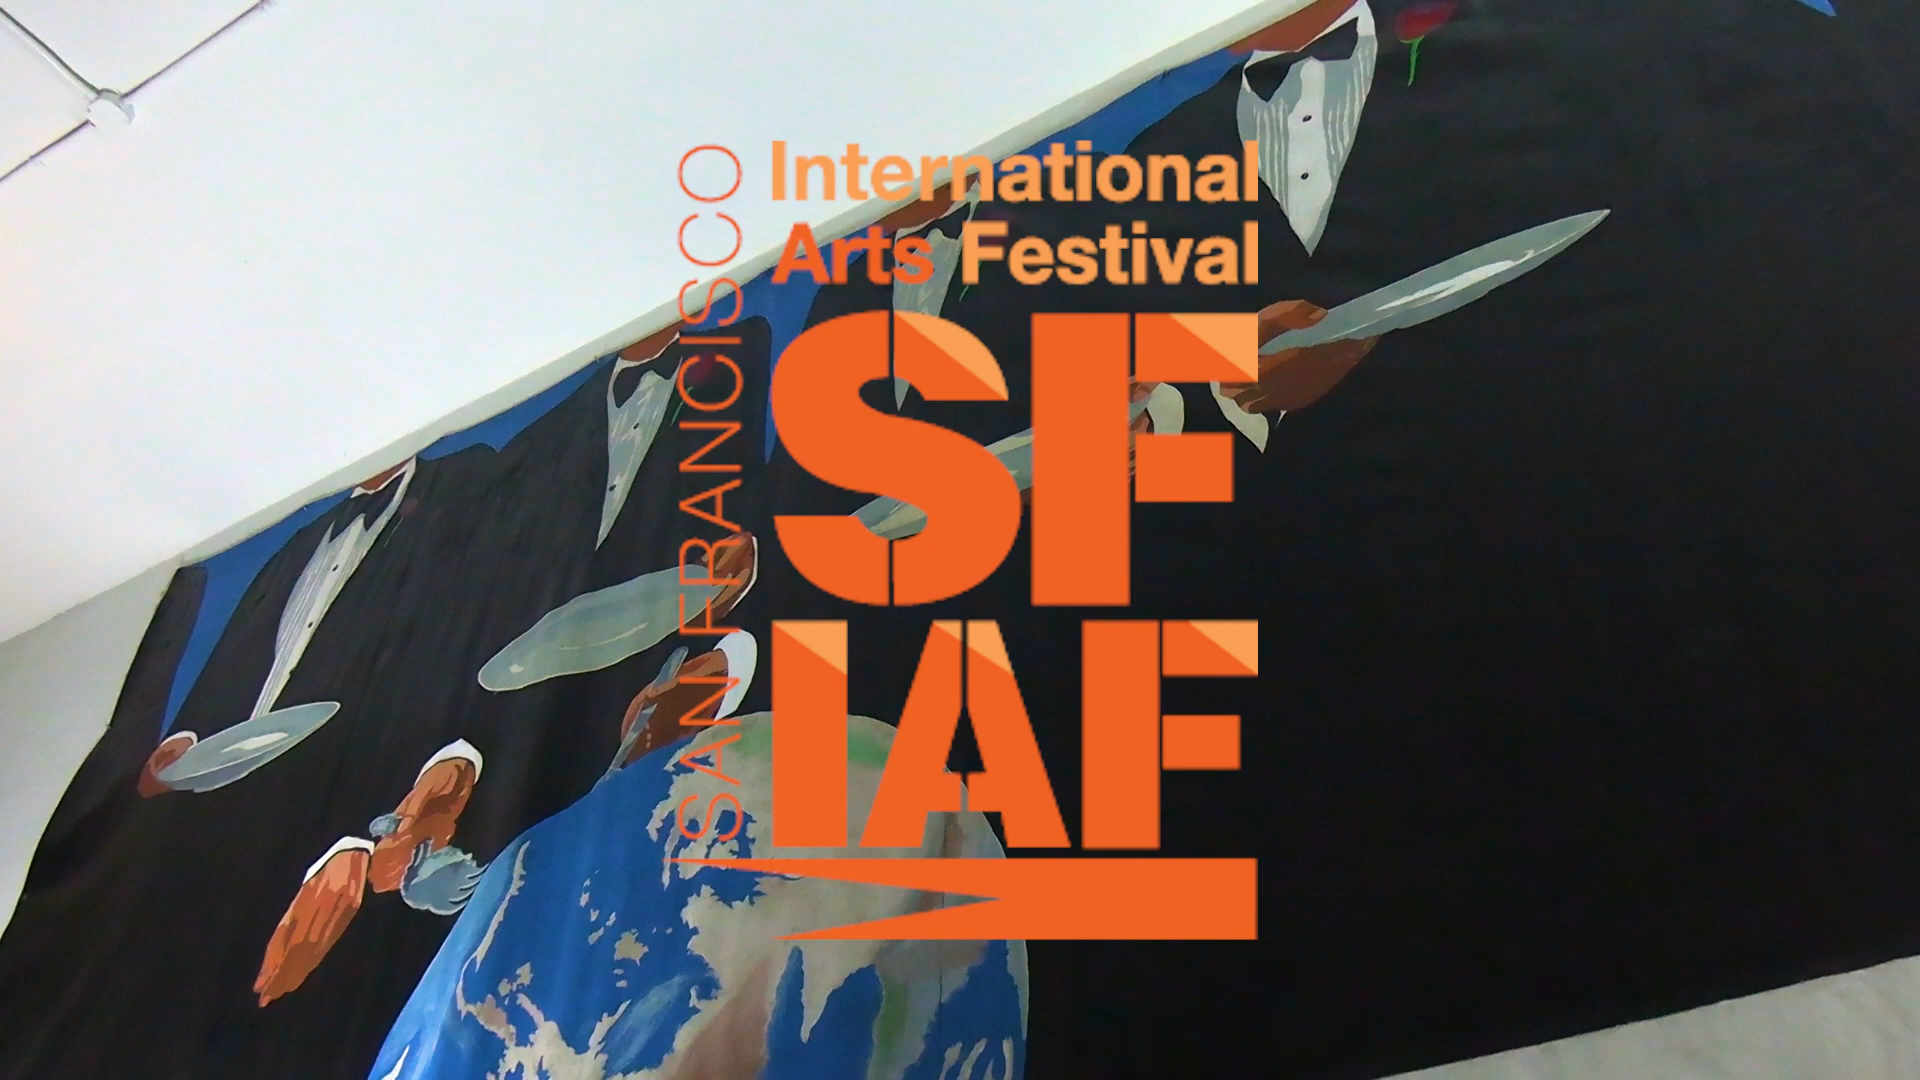 SAN FRANCISCO
International
Arts Festival
SF
IAF